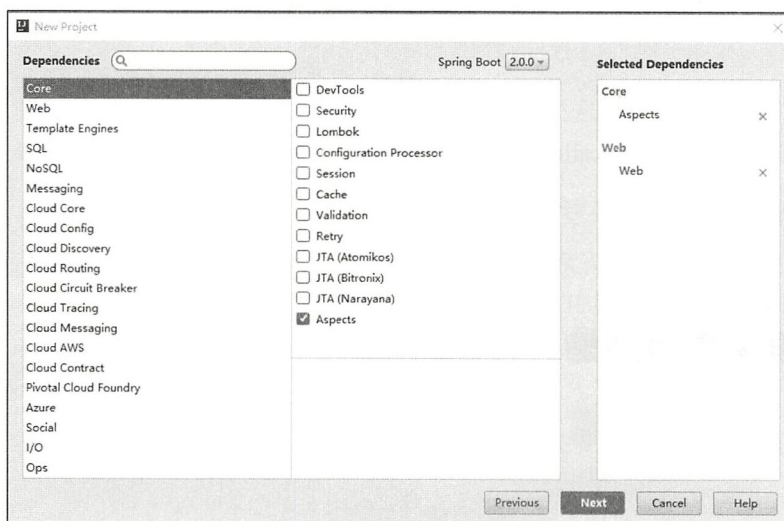 New Project
Dependencies
Spring Boot 2.0.0
Selected Dependencies
Core
Web
Template Engines
SQL
NoSQL
Messaging
Cloud Core
Cloud Config
Cloud Discovery
Cloud Routing
Cloud Circuit Breaker
Cloud Tracing
Cloud Messaging
Cloud AWS
Cloud Contract
Pivotal Cloud Foundry
Azure
Social
I/O
Ops
DevTools
Security
Lombok
Configuration Processor
Session
Cache
Validation
Retry
JTA (Atomikos)
JTA (Bitronix)
JTA (Narayana)
Aspects
Core
Aspects
Web
Web
Previous
Next
Cancel
Help